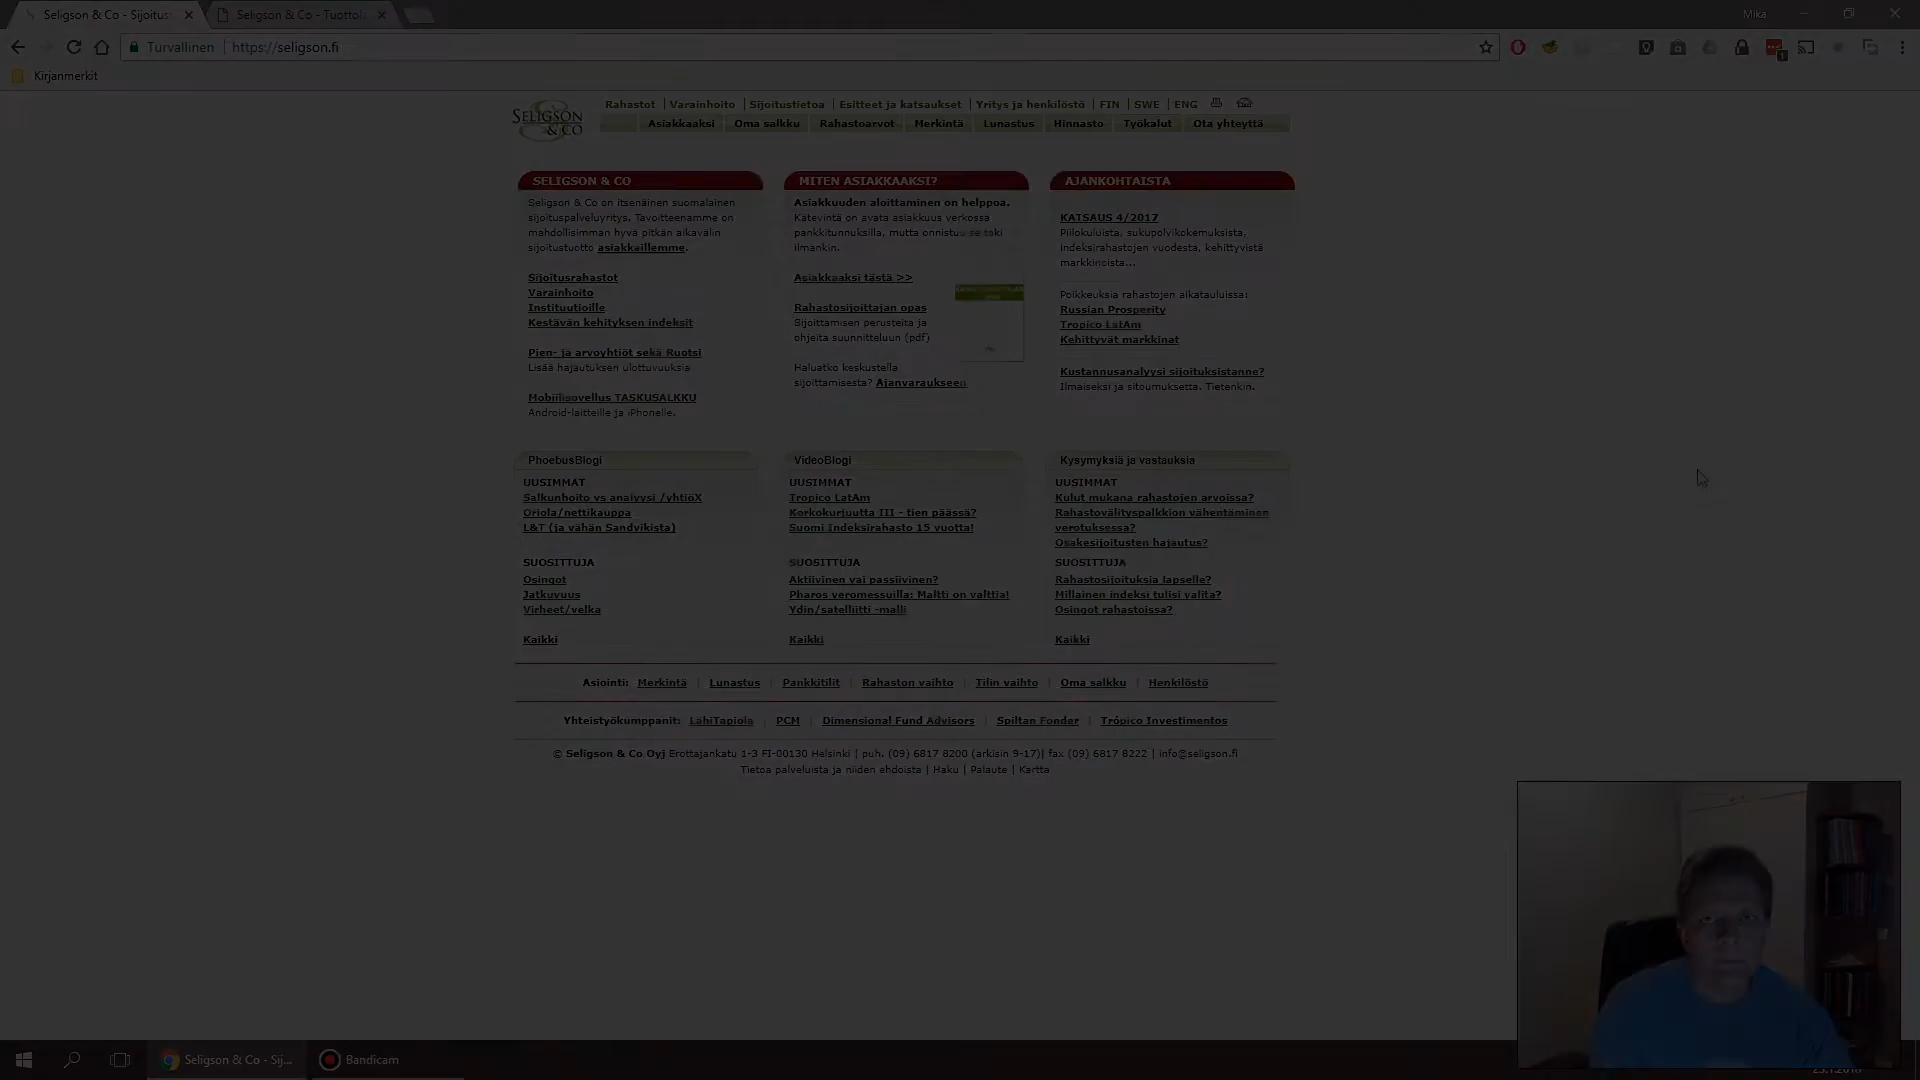 Seligson & Co - Sijoitus
Seligson & Co - Tuottol
Mika
Turvallinen
https://seligson.fi
Kirjanmerkit
SELIGSON & CO
Rahastot | Varainhoito | Sijoitustietoa | Esitteet ja katsaukset | Yritys ja henkilöstö | FIN | SWE | ENG
Asiakkaaksi | Oma salkku | Rahastoarvot | Merkintä | Lunastus | Hinnasto | Työkalut | Ota yhteyttä
SELIGSON & CO
Seligson & Co on itsenäinen suomalainen
sijoituspalveluyritys. Tavoitteenamme on
mahdollisimman hyvä pitkän aikavälin
sijoitustuotto asiakkaillemme.
Sijoitusrahastot
Varainhoito
Instituutioille
Kestävän kehityksen indeksit
Pien- ja arvoyhtiöt sekä Ruotsi
Lisää hajautuksen ulottuvuuksia
Mobiilisovellus TASKUSALKKU
Android-laitteille ja iPhonelle.
MITEN ASIAKKAAKSI?
Asiakkuuden aloittaminen on helppoa.
Kätevintä on avata asiakkuus verkossa
pankkitunnuksilla, mutta onnistuu se toki
ilmankin.
Asiakkaaksi tästä >>
Rahastosijoittajan opas
Sijoittamisen perusteita ja
ohjeita suunnitteluun (pdf)
Haluatko keskustella
sijoittamisesta? Ajanvaraukseen
AJANKOHTAISTA
KATSAUS 4/2017
Piilokuluista, sukupolvikokemuksista,
indeksirahastojen vuodesta, kehittyvistä
markkinoista...
Poikkeuksia rahastojen aikatauluissa:
Russian Prosperity
Tropico LatAm
Kehittyvät markkinat
Kustannusanalyysi sijoituksistanne?
Ilmaiseksi ja sitoumuksetta. Tietenkin.
PhoebusBlogi
UUSIMMAT
Salkunhoito vs analyysi /yhtiöX
Oriola/nettikauppa
L&T (ja vähän Sandvikista)
SUOSITTUJA
Osingot
Jatkuvuus
Virheet/velka
Kaikki
VideoBlogi
UUSIMMAT
Tropico LatAm
Korkokurjuutta III - tien päässä?
Suomi Indeksirahasto 15 vuotta!
SUOSITTUJA
Aktiivinen vai passiivinen?
Pharos veromessuilla: Maltti on valttia!
Ydin/satelliitti -malli
Kaikki
Kysymyksiä ja vastauksia
UUSIMMAT
Kulut mukana rahastojen arvoissa?
Rahastovälityspalkkion vähentäminen
verotuksessa?
Osakesijoitusten hajautus?
SUOSITTUJA
Rahastosijoituksia lapselle?
Millainen indeksi tulisi valita?
Osingot rahastoissa?
Kaikki
Asiointi: Merkintä | Lunastus | Pankkitilit | Rahaston vaihto | Tilin vaihto | Oma salkku | Henkilöstö
Yhteistyökumppanit: LähiTapiola | PCM | Dimensional Fund Advisors | Spiltan Fonder | Trópico Investimentos
© Seligson & Co Oyj Erottajankatu 1-3 FI-00130 Helsinki | puh. (09) 6817 8200 (arkisin 9-17)| fax (09) 6817 8222 | info@seligson.fi
Tietoa palveluista ja niiden ehdoista | Haku | Palaute | Kartta
Seligson & Co - Sij...
Bandicam